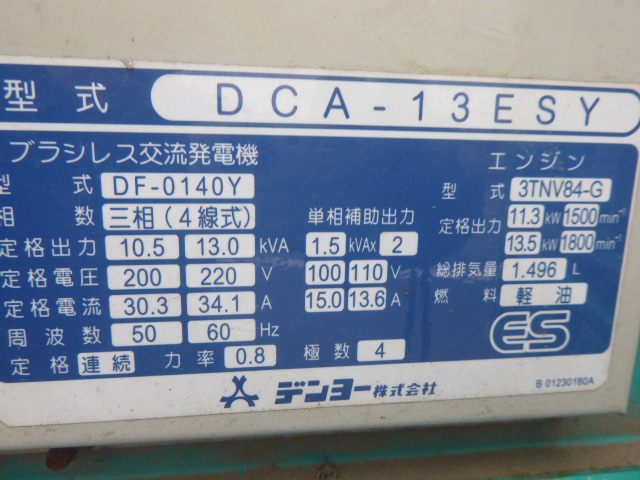 型式 DCA-13ESY
ブラシレス交流発電機
型式 DF-0140Y
相数 三相(4線式)
定格出力 10.5 13.0 kVA
定格電圧 200 220 V
定格電流 30.3 34.1 A
周波数 50 60 Hz
定格 連続 力率 0.8 極数 4
単相補助出力
1.5 kVAx 2
100 110 V
15.0 13.6 A
エンジン
型式 3TNV84-G
定格出力 11.3 kW 1500 min⁻¹
13.5 kW 1800 min⁻¹
総排気量 1.496 L
燃料 軽油
ES
デンヨー株式会社
B 01230160A